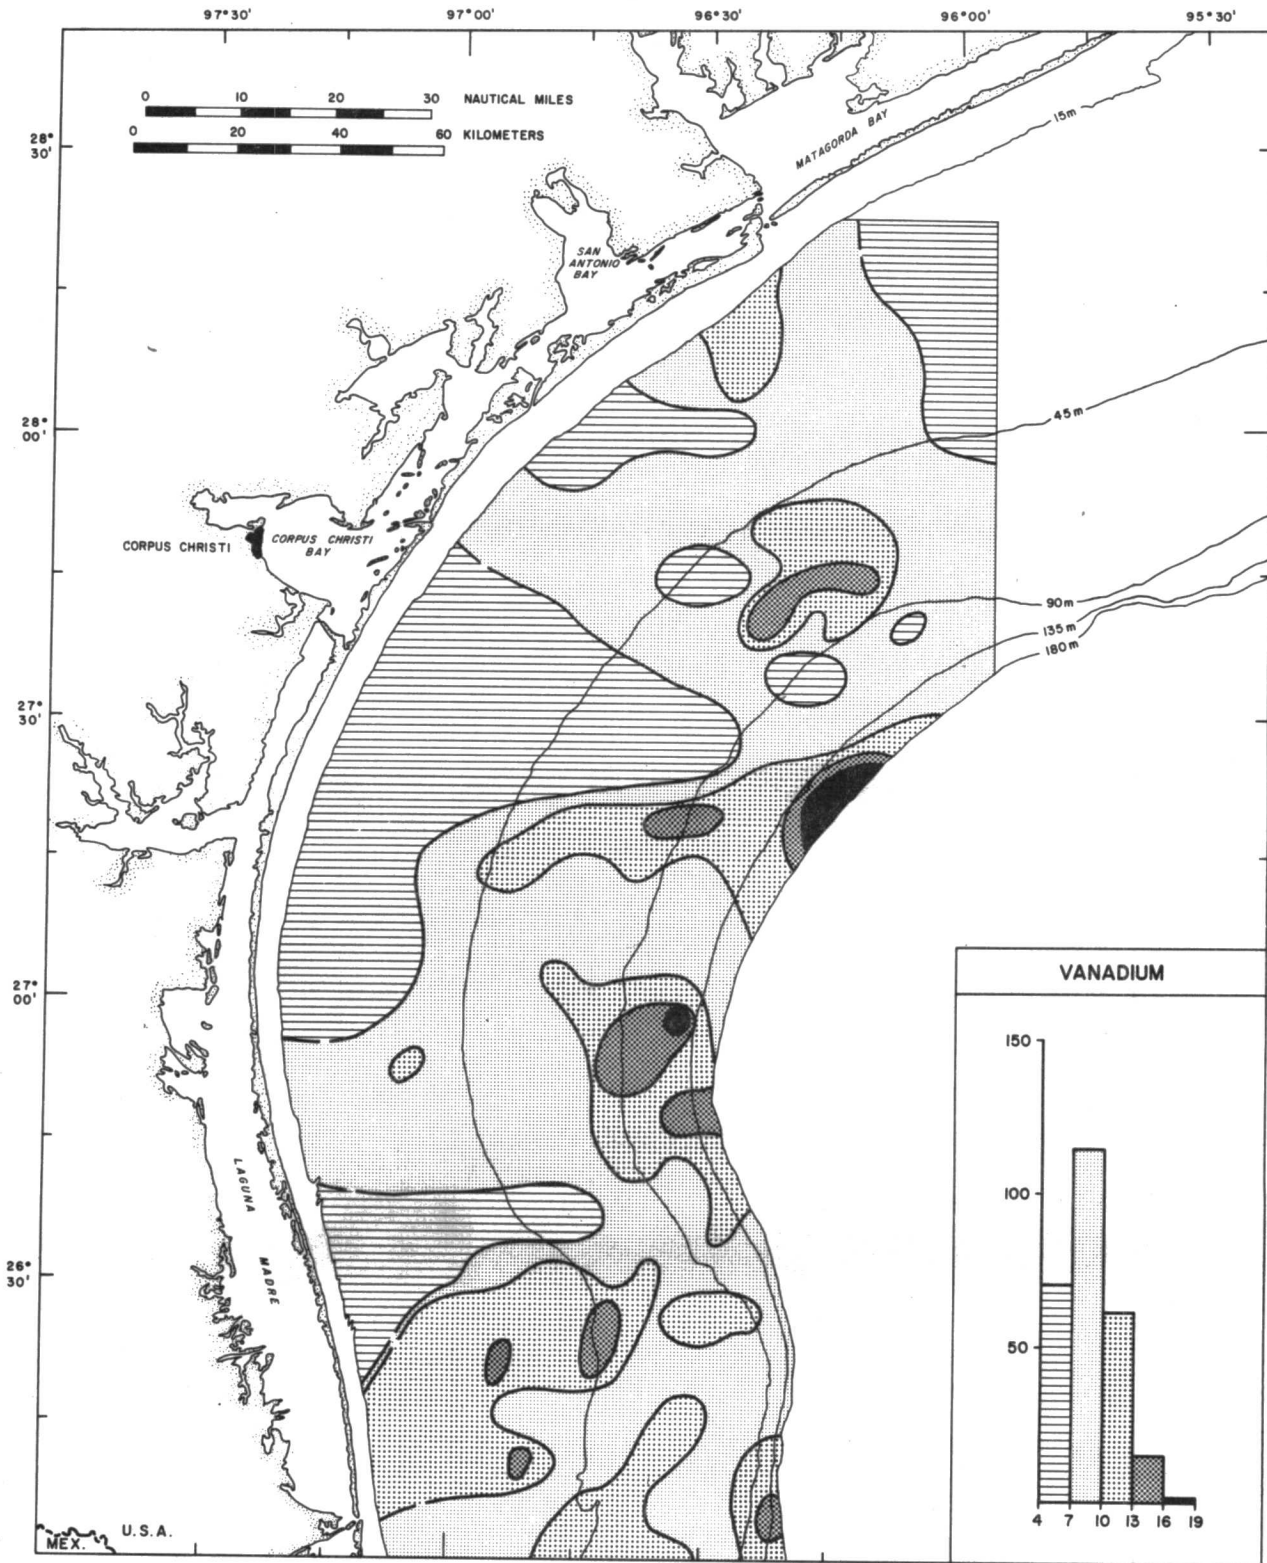 97°30'
97°00'
96°30'
96°00'
95°30'
0 10 20 30 NAUTICAL MILES
0 20 40 60 KILOMETERS
28°
30'
MATAGORDA BAY
15m
SAN
ANTONIO
BAY
28°
00'
45m
CORPUS CHRISTI
CORPUS CHRISTI
BAY
90m
135m
180m
27°
30'
27°
00'
VANADIUM
150
100
50
4 7 10 13 16 19
LAGUNA MADRE
26°
30'
U.S.A.
MEX.